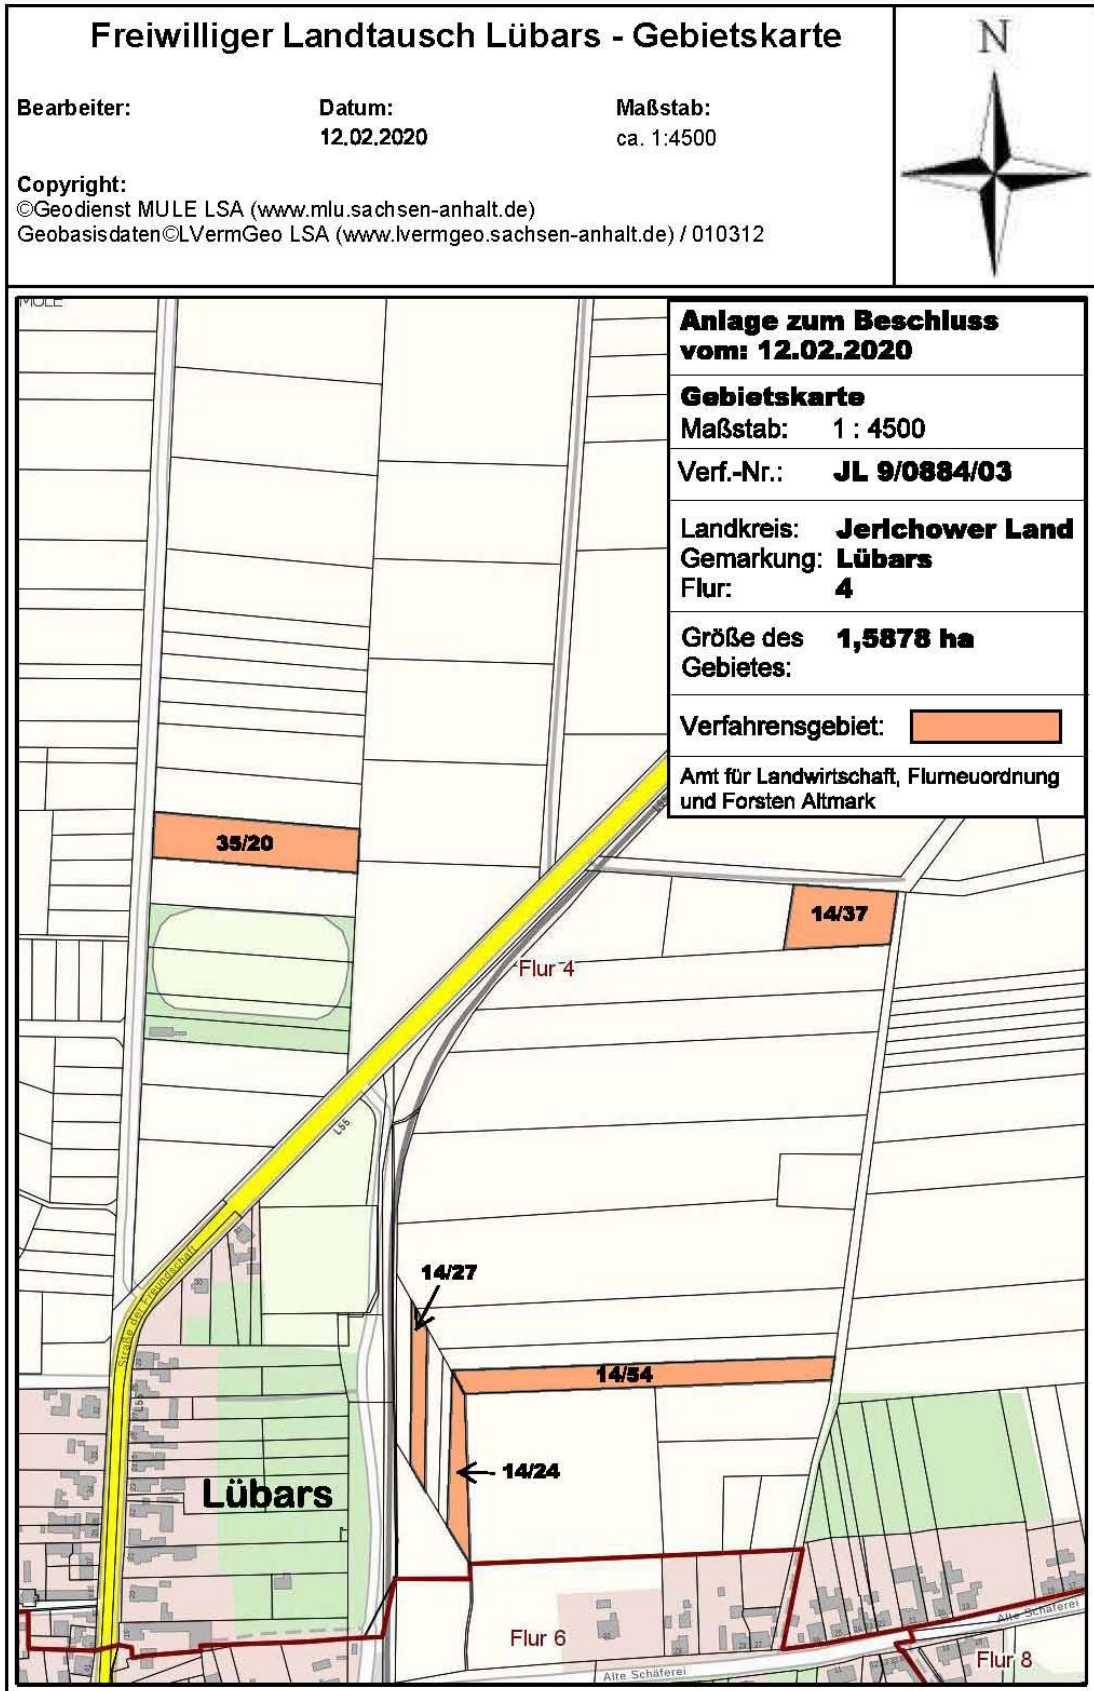 Freiwilliger Landtausch Lübars - Gebietskarte
N
Bearbeiter: Datum: Maßstab:
12.02.2020 ca. 1:4500
Copyright:
©Geodienst MULE LSA (www.mlu.sachsen-anhalt.de)
Geobasisdaten©LVermGeo LSA (www.lvermgeo.sachsen-anhalt.de) / 010312
MULE
Anlage zum Beschluss
vom: 12.02.2020
Gebietskarte
Maßstab: 1 : 4500
Verf.-Nr.: JL 9/0884/03
Landkreis: Jerichower Land
Gemarkung: Lübars
Flur: 4
Größe des 1,5878 ha
Gebietes:
Verfahrensgebiet:
Amt für Landwirtschaft, Flurneuordnung
und Forsten Altmark
35/20
14/37
Flur 4
L55
Straße der Freundschaft
14/27
14/54
L55
14/24
Lübars
Flur 6
Alte Schäferei
Alte Schäferei
Flur 8